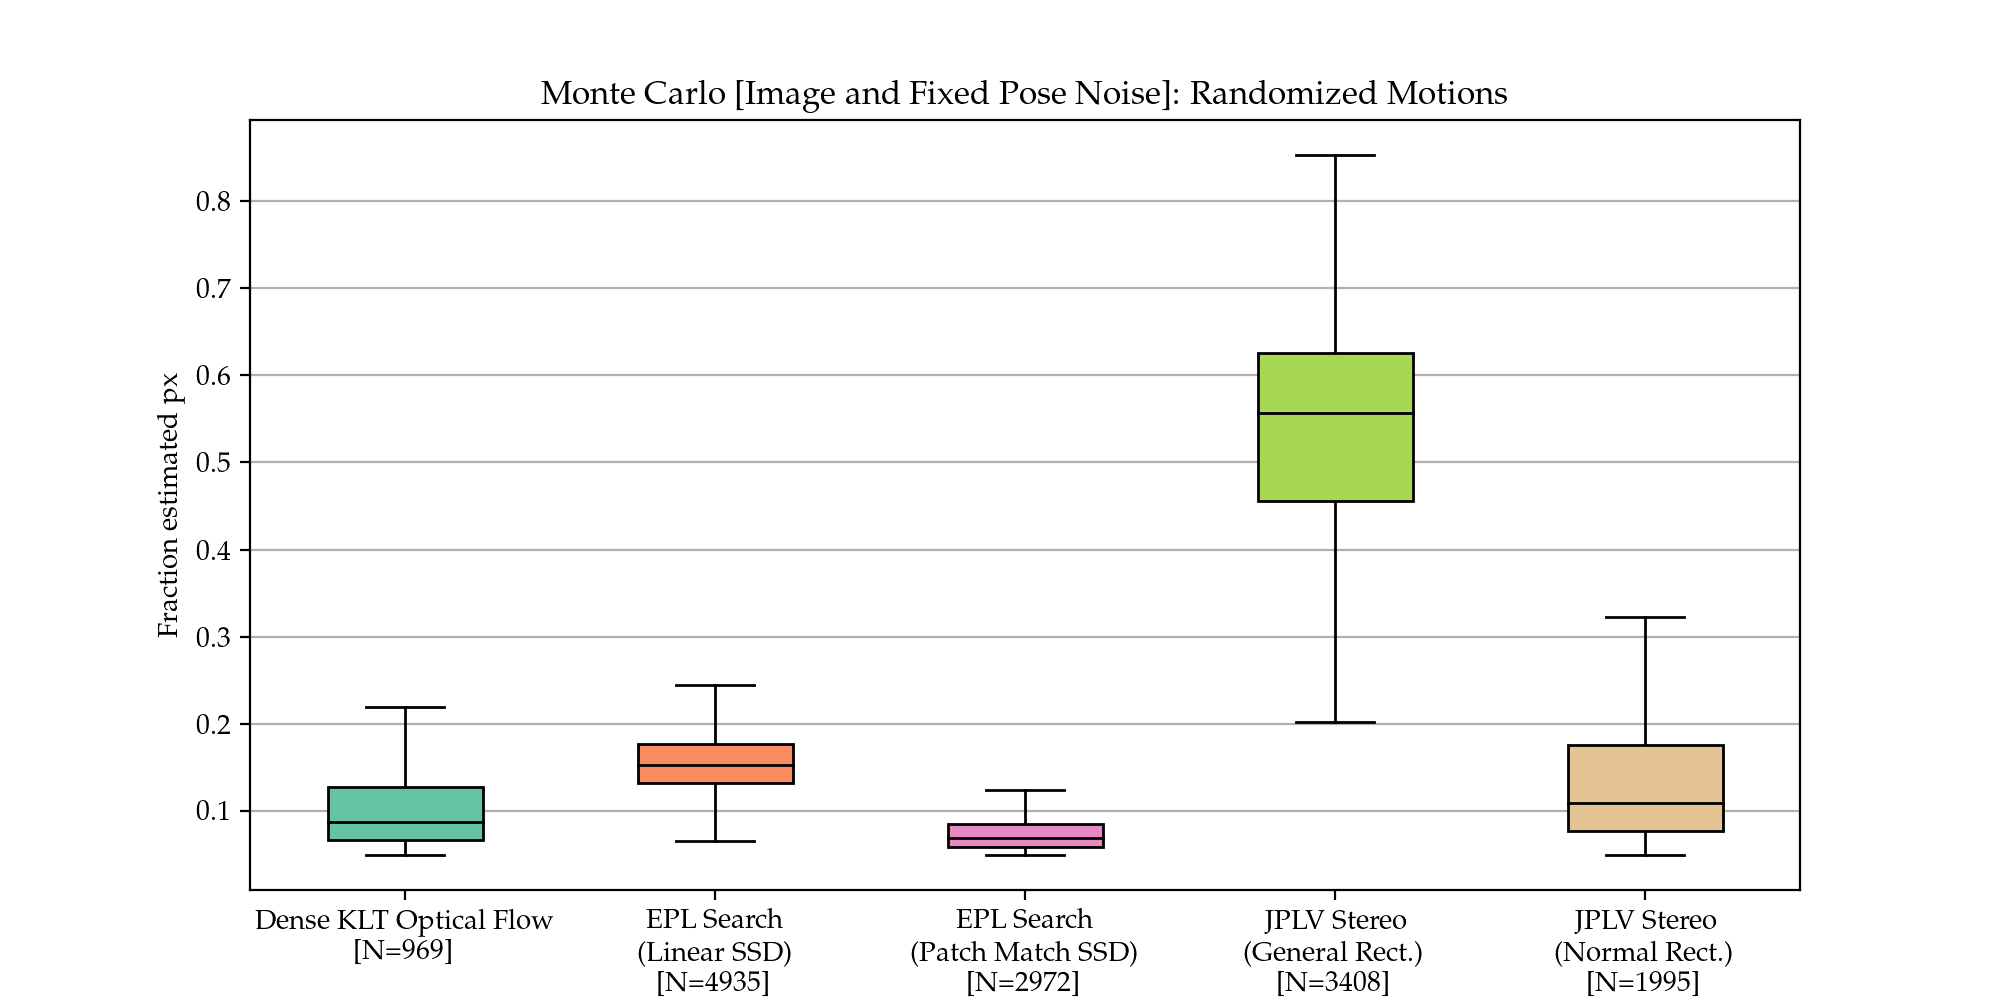 Monte Carlo [Image and Fixed Pose Noise]: Randomized Motions
Fraction estimated px
0.8
0.7
0.6
0.5
0.4
0.3
0.2
0.1
Dense KLT Optical Flow
[N=969]
EPL Search
(Linear SSD)
[N=4935]
EPL Search
(Patch Match SSD)
[N=2972]
JPLV Stereo
(General Rect.)
[N=3408]
JPLV Stereo
(Normal Rect.)
[N=1995]